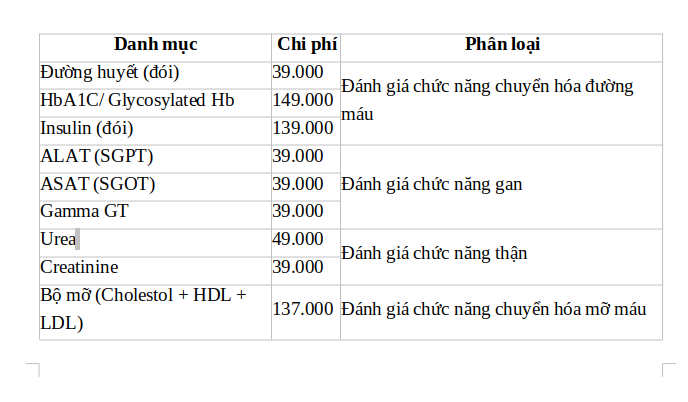 Danh mục Chi phí Phân loại
Đường huyết (đói) 39.000
HbA1C/ Glycosylated Hb 149.000
Insulin (đói) 139.000
Đánh giá chức năng chuyển hóa đường
máu
ALAT (SGPT) 39.000
ASAT (SGOT) 39.000
Gamma GT 39.000
Đánh giá chức năng gan
Urea 49.000
Creatinine 39.000
Đánh giá chức năng thận
Bộ mỡ (Cholestol + HDL +
LDL)
137.000
Đánh giá chức năng chuyển hóa mỡ máu